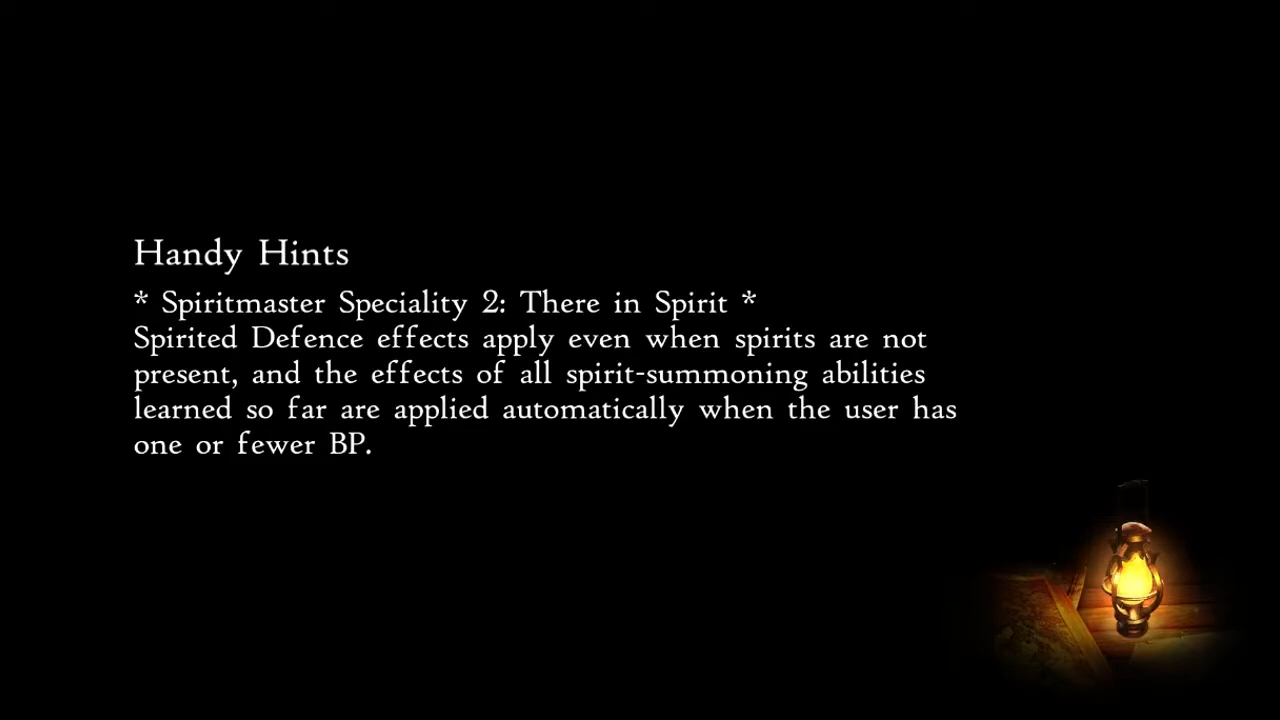 Handy Hints
* Spiritmaster Speciality 2: There in Spirit *
Spirited Defence effects apply even when spirits are not
present, and the effects of all spirit-summoning abilities
learned so far are applied automatically when the user has
one or fewer BP.